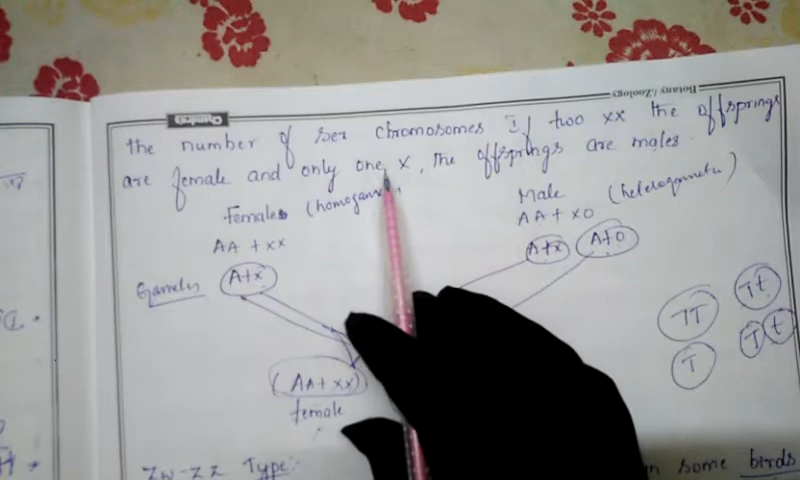 Botany / Zoology
the number of sex chromosomes If two xx the offsprings
are female and only one x, the offsprings are males.
Females (homogam
Male (heterogametic)
AA + xx
AA + xO
Gametes
A+x
A+x
A+O
TT
Tt
T
T
t
(AA+xx)
female
ZW-ZZ Type:-
in some birds